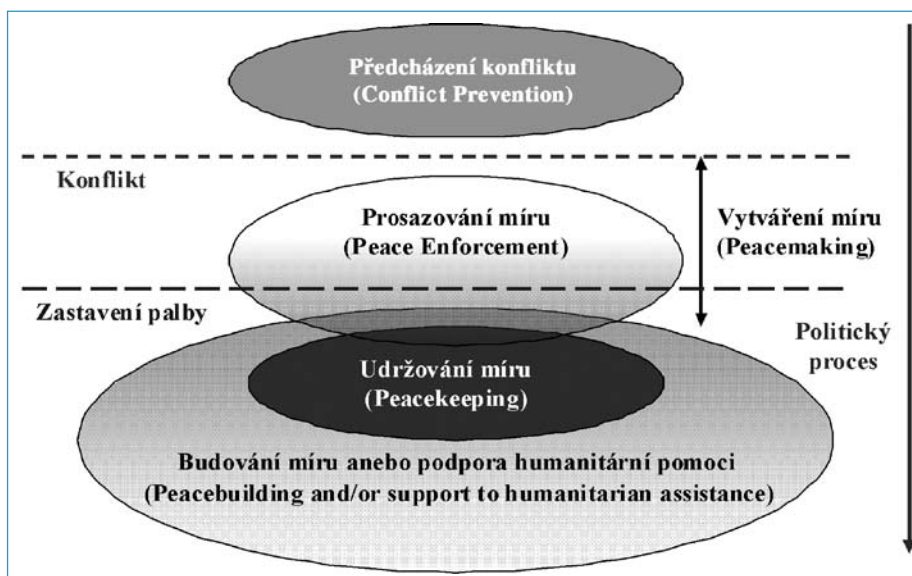 Předcházení konfliktu
(Conflict Prevention)
Konflikt
Prosazování míru
(Peace Enforcement)
Vytváření míru
(Peacemaking)
Zastavení palby
Politický
proces
Udržování míru
(Peacekeeping)
Budování míru anebo podpora humanitární pomoci
(Peacebuilding and/or support to humanitarian assistance)